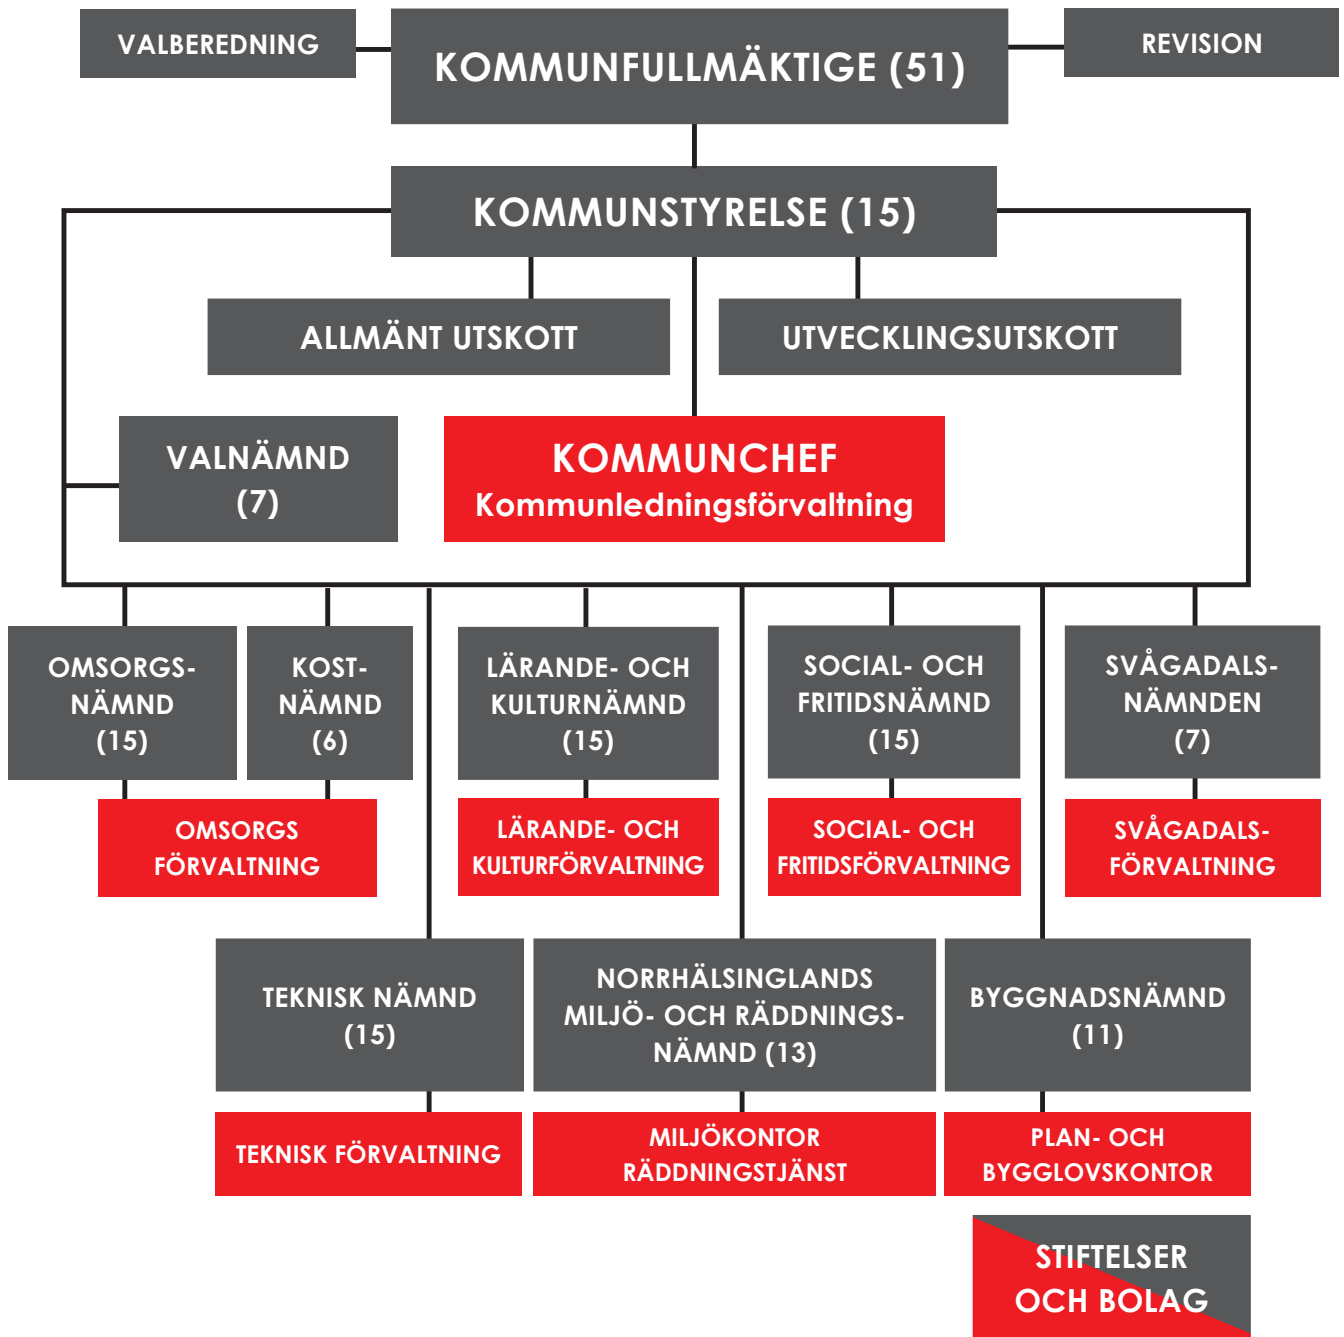 VALBEREDNING
KOMMUNFULLMÄKTIGE (51)
REVISION
KOMMUNSTYRELSE (15)
ALLMÄNT UTSKOTT
UTVECKLINGSUTSKOTT
VALNÄMND
(7)
KOMMUNCHEF
Kommunledningsförvaltning
OMSORGS-
NÄMND
(15)
KOST-
NÄMND
(6)
LÄRANDE- OCH
KULTURNÄMND
(15)
SOCIAL- OCH
FRITIDSNÄMND
(15)
SVÅGADALS-
NÄMNDEN
(7)
OMSORGS
FÖRVALTNING
LÄRANDE- OCH
KULTURFÖRVALTNING
SOCIAL- OCH
FRITIDSFÖRVALTNING
SVÅGADALS-
FÖRVALTNING
TEKNISK NÄMND
(15)
NORRHÄLSINGLANDS
MILJÖ- OCH RÄDDNINGS-
NÄMND (13)
BYGGNADSNÄMND
(11)
TEKNISK FÖRVALTNING
MILJÖKONTOR
RÄDDNINGSTJÄNST
PLAN- OCH
BYGGLOVSKONTOR
STIFTELSER
OCH BOLAG